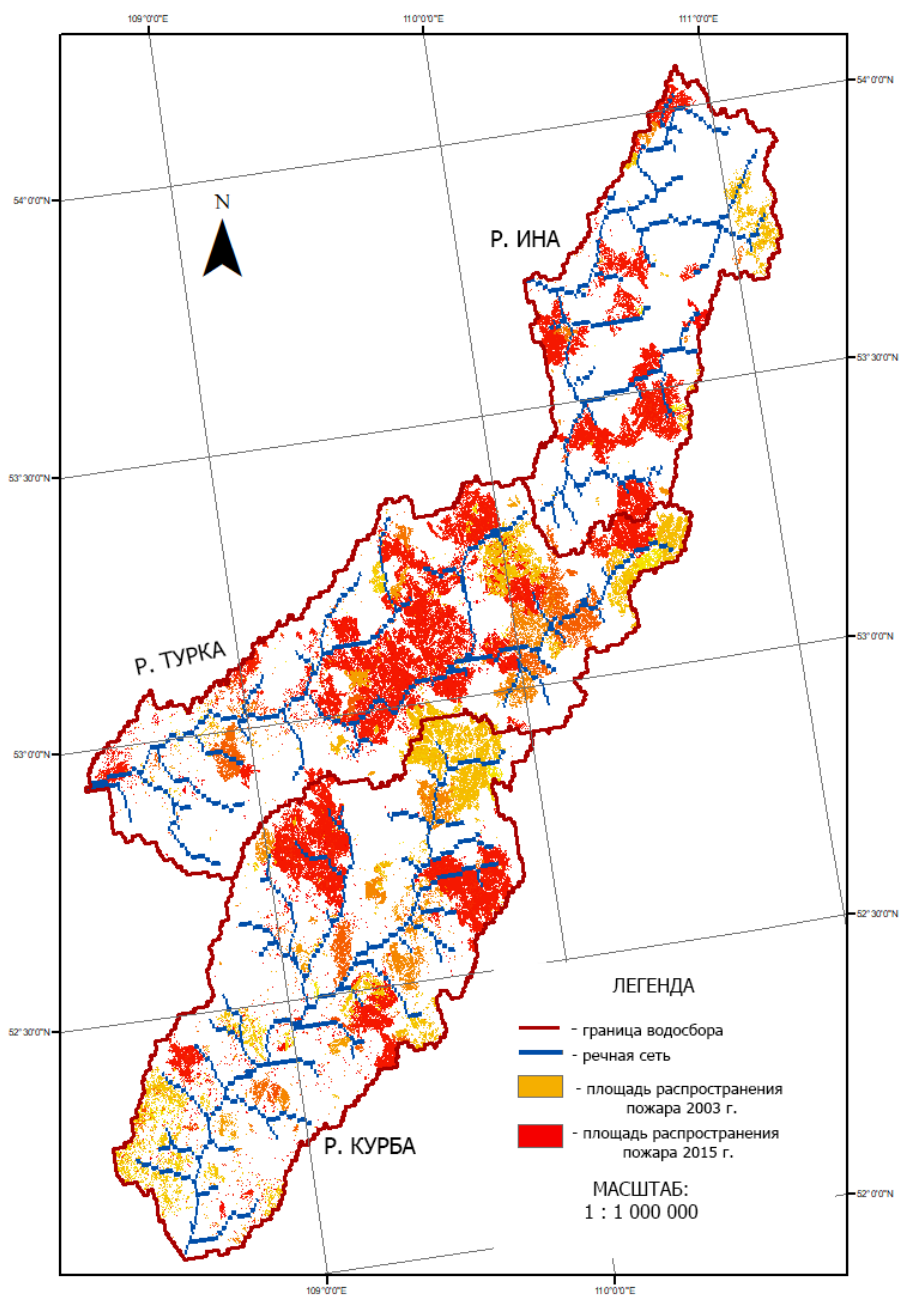 109°0'0"E
110°0'0"E
111°0'0"E
54°0'0"N
54°0'0"N
N
Р. ИНА
53°30'0"N
53°30'0"N
53°0'0"N
Р. ТУРКА
53°0'0"N
52°30'0"N
ЛЕГЕНДА
- граница водосбора
52°30'0"N
- речная сеть
- площадь распространения
пожара 2003 г.
- площадь распространения
пожара 2015 г.
Р. КУРБА
МАСШТАБ:
1 : 1 000 000
52°0'0"N
109°0'0"E
110°0'0"E